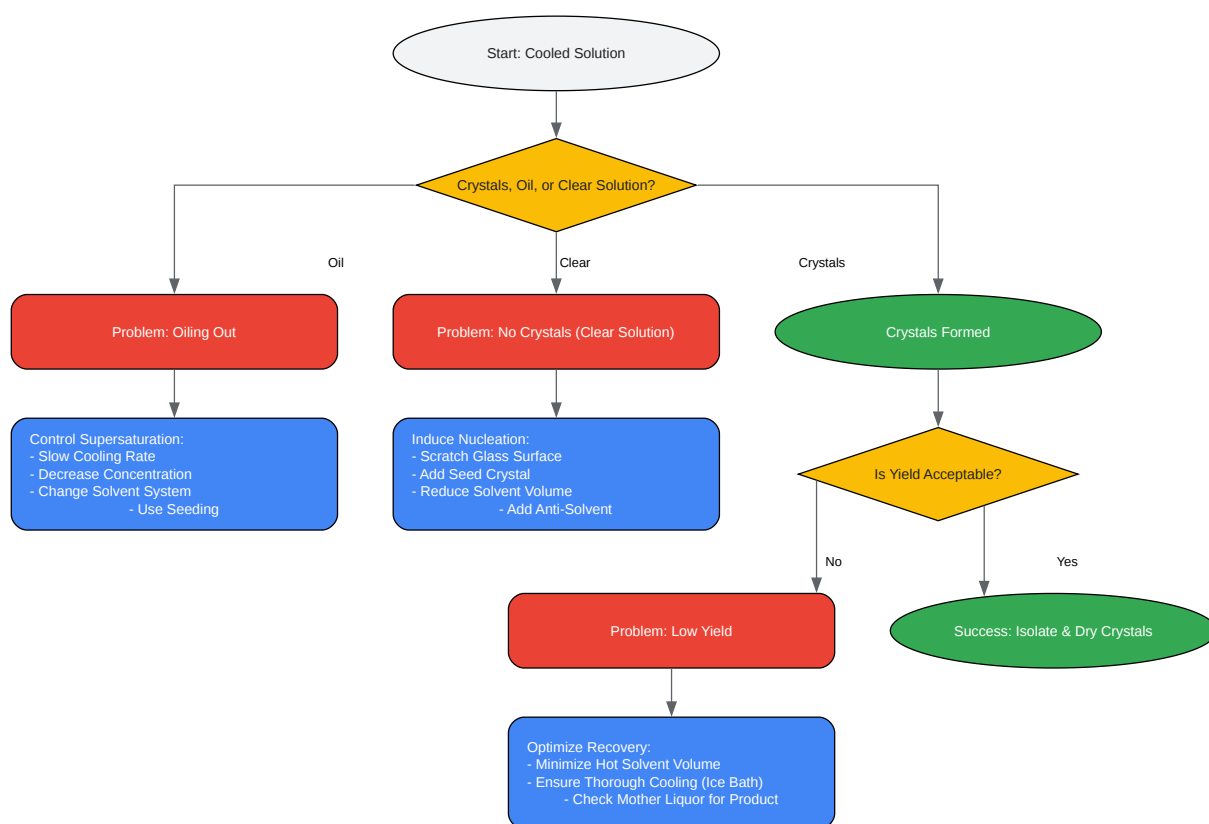 Start: Cooled Solution
Crystals, Oil, or Clear Solution?
Oil
Clear
Crystals
Problem: Oiling Out
Problem: No Crystals (Clear Solution)
Crystals Formed
Control Supersaturation:
- Slow Cooling Rate
- Decrease Concentration
- Change Solvent System
- Use Seeding
Induce Nucleation:
- Scratch Glass Surface
- Add Seed Crystal
- Reduce Solvent Volume
- Add Anti-Solvent
Is Yield Acceptable?
No
Yes
Problem: Low Yield
Success: Isolate & Dry Crystals
Optimize Recovery:
- Minimize Hot Solvent Volume
- Ensure Thorough Cooling (Ice Bath)
- Check Mother Liquor for Product